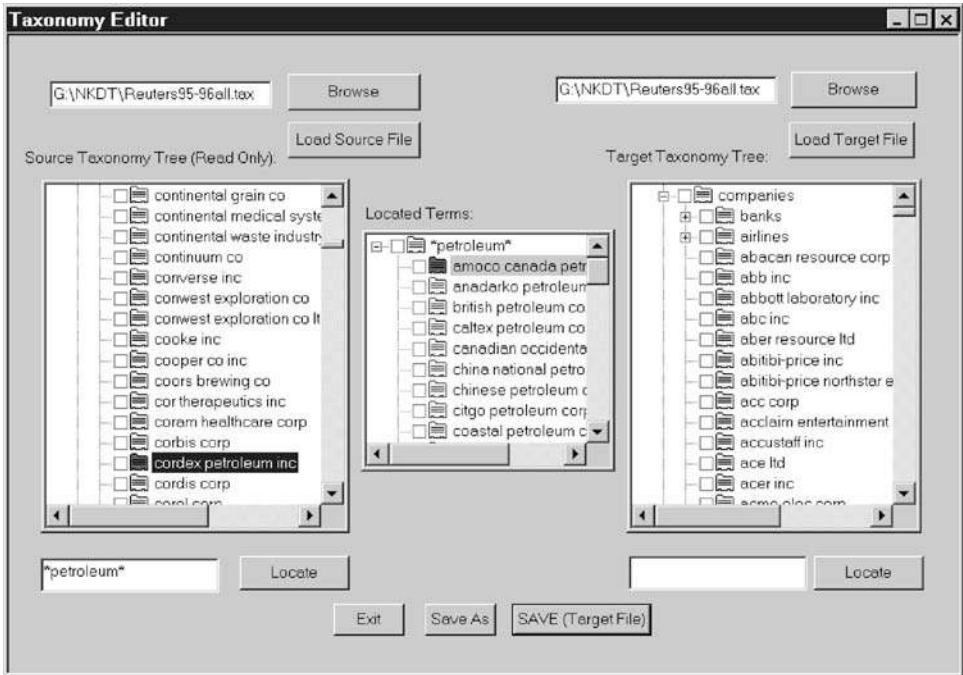 Taxonomy Editor
G:\NKDT\Reuters95-96all.tax
Browse
G:\NKDT\Reuters95-96all.tax
Browse
Load Source File
Load Target File
Source Taxonomy Tree (Read Only):
Target Taxonomy Tree:
continental grain co
continental medical syste
continental waste industry
continuum co
converse inc
conwest exploration co
conwest exploration co lt
cooke inc
cooper co inc
coors brewing co
cor therapeutics inc
coram healthcare corp
corbis corp
cordex petroleum inc
cordis corp
corel corp
Located Terms:
*petroleum*
amoco canada petr
anadarko petroleum
british petroleum co
caltex petroleum co
canadian occidenta
china national petro
chinese petroleum c
citgo petroleum corp
coastal petroleum c
companies
banks
airlines
abacan resource corp
abb inc
abbott laboratory inc
abc inc
aber resource ltd
abitibi-price inc
abitibi-price northstar e
acc corp
acclaim entertainment
accustaff inc
ace ltd
acer inc
*petroleum*
Locate
Locate
Exit
Save As
SAVE (Target File)